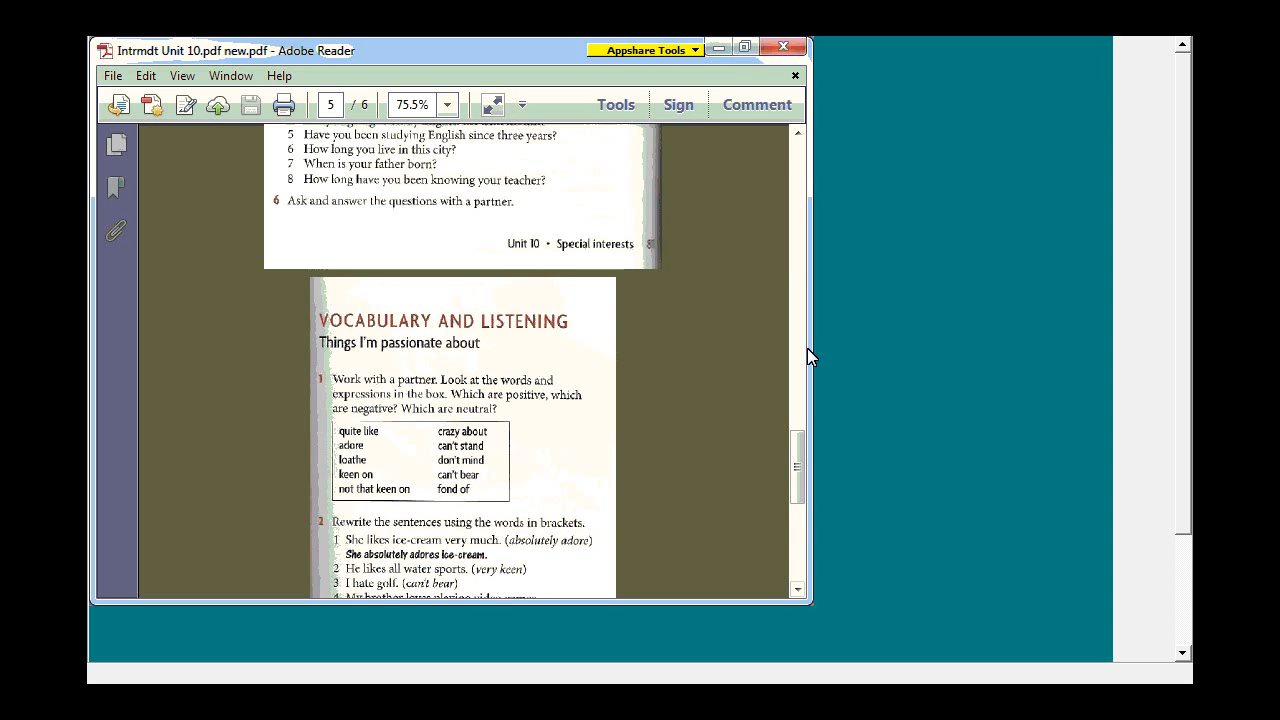 Intrmdt Unit 10.pdf new.pdf - Adobe Reader
Appshare Tools
File Edit View Window Help
5 / 6 75.5% Tools Sign Comment
5 Have you been studying English since three years?
6 How long you live in this city?
7 When is your father born?
8 How long have you been knowing your teacher?
6 Ask and answer the questions with a partner.
Unit 10 • Special interests
VOCABULARY AND LISTENING
Things I'm passionate about
1 Work with a partner. Look at the words and
expressions in the box. Which are positive, which
are negative? Which are neutral?
quite like crazy about
adore can't stand
loathe don't mind
keen on can't bear
not that keen on fond of
2 Rewrite the sentences using the words in brackets.
1 She likes ice-cream very much. (absolutely adore)
She absolutely adores ice-cream.
2 He likes all water sports. (very keen)
3 I hate golf. (can't bear)
4 My brother loves playing video games